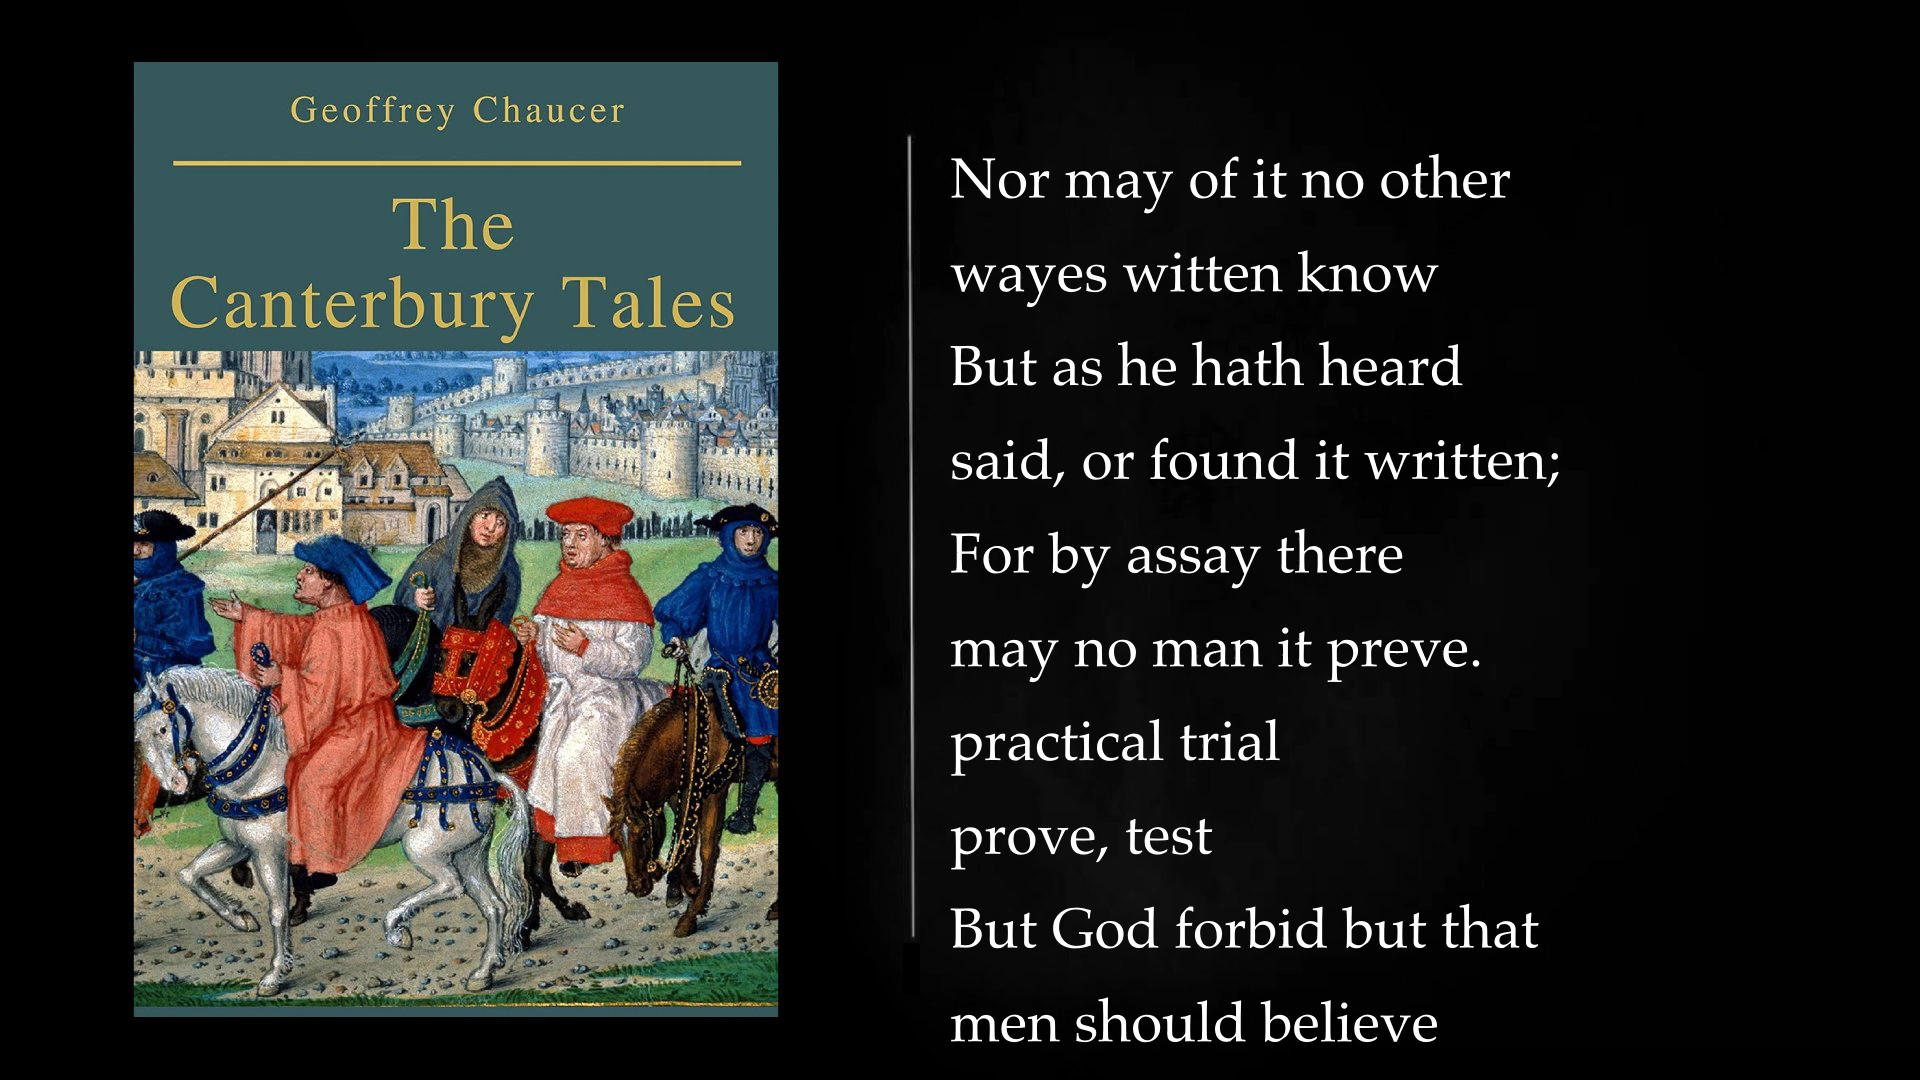 Geoffrey Chaucer
The
Canterbury Tales
Nor may of it no other
wayes witten know
But as he hath heard
said, or found it written;
For by assay there
may no man it preve.
practical trial
prove, test
But God forbid but that
men should believe